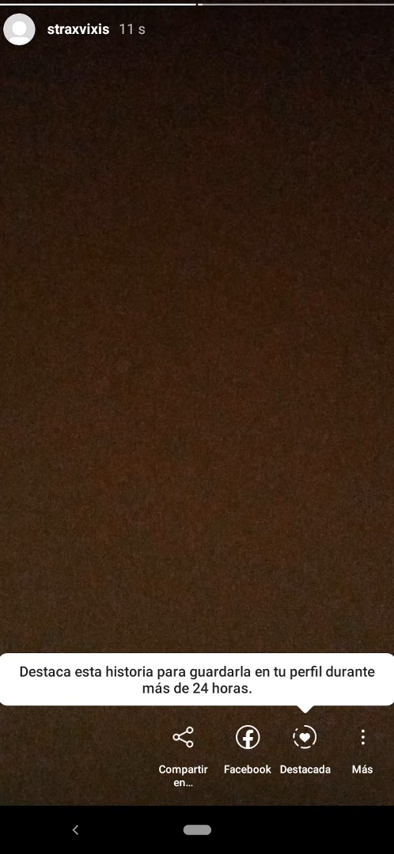 straxvixis 11 s
Destaca esta historia para guardarla en tu perfil durante
más de 24 horas.
Compartir en...
Facebook
Destacada
Más